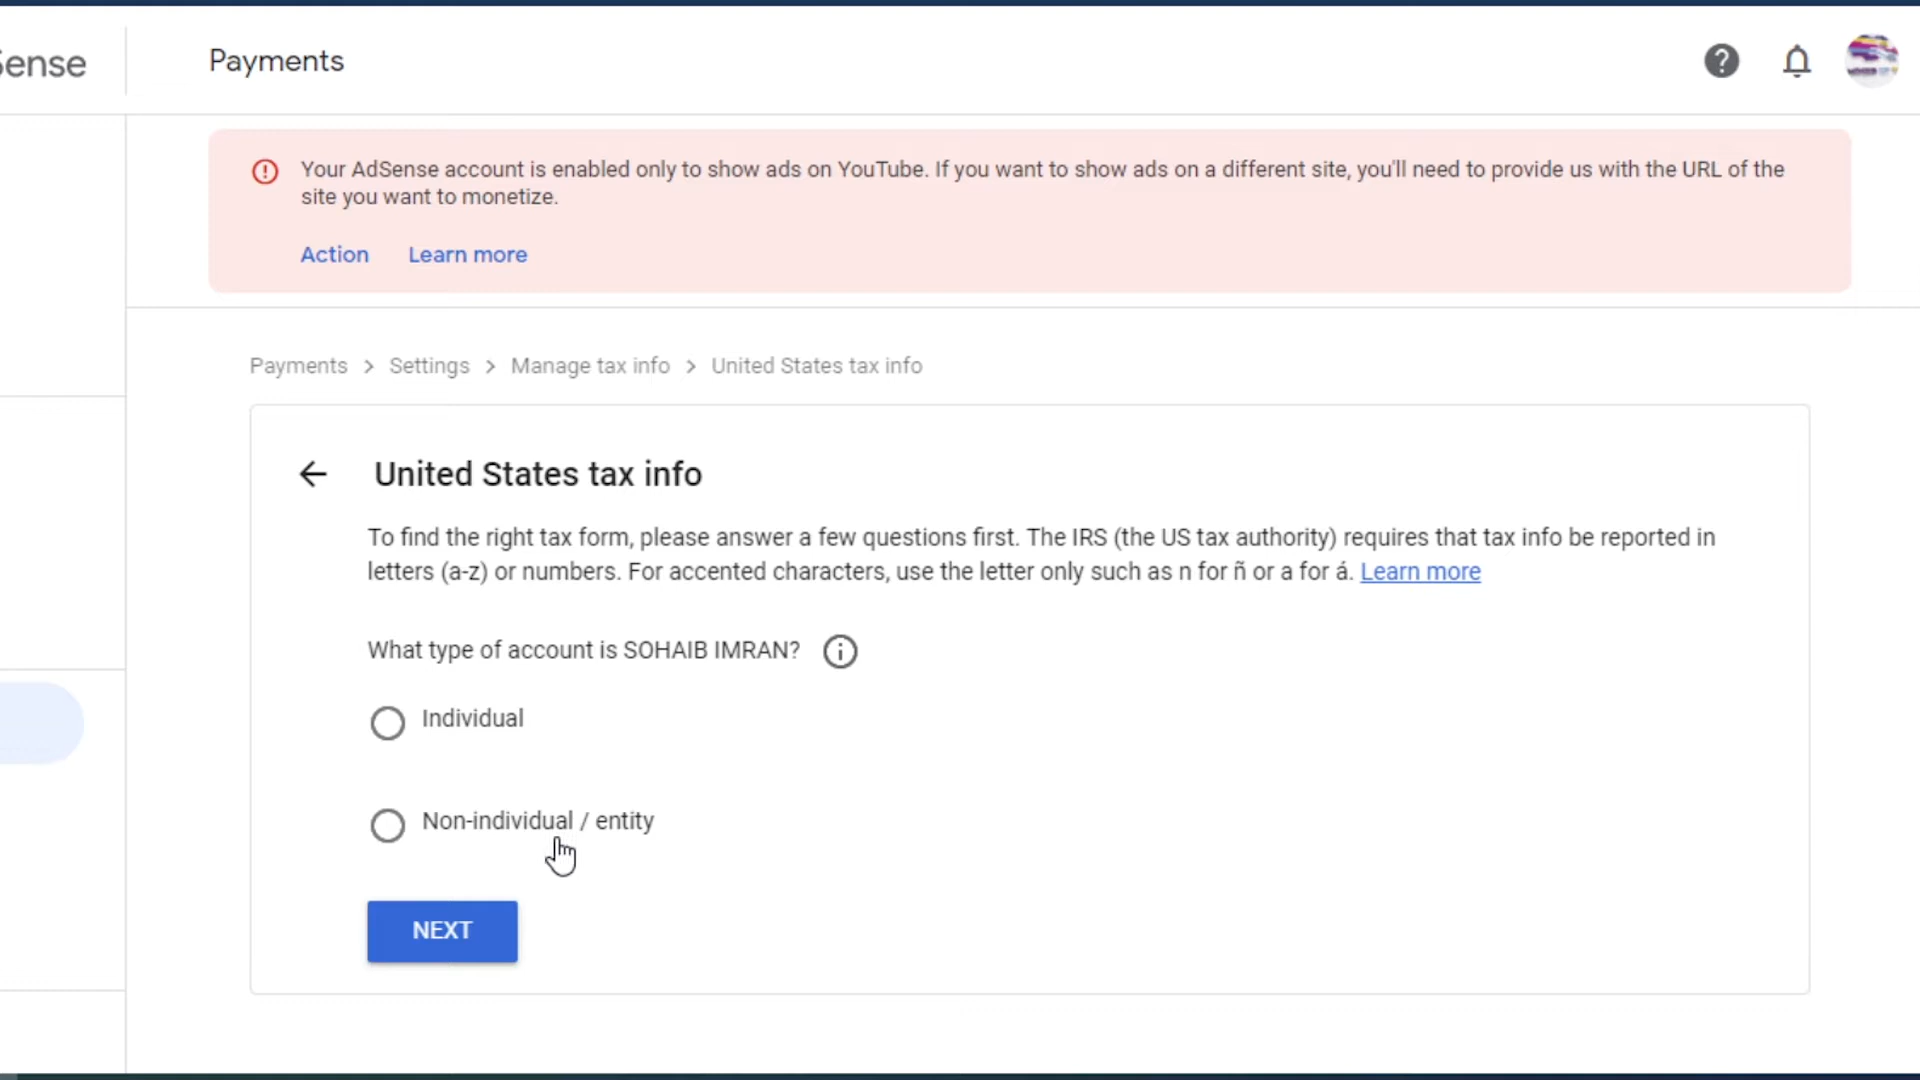 Sense
Payments
Your AdSense account is enabled only to show ads on YouTube. If you want to show ads on a different site, you'll need to provide us with the URL of the
site you want to monetize.
Action Learn more
Payments > Settings > Manage tax info > United States tax info
United States tax info
To find the right tax form, please answer a few questions first. The IRS (the US tax authority) requires that tax info be reported in
letters (a-z) or numbers. For accented characters, use the letter only such as n for ñ or a for á. Learn more
What type of account is SOHAIB IMRAN?
Individual
Non-individual / entity
NEXT